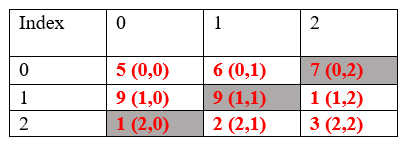 Index 0 1 2
0 5 (0,0) 6 (0,1) 7 (0,2)
1 9 (1,0) 9 (1,1) 1 (1,2)
2 1 (2,0) 2 (2,1) 3 (2,2)